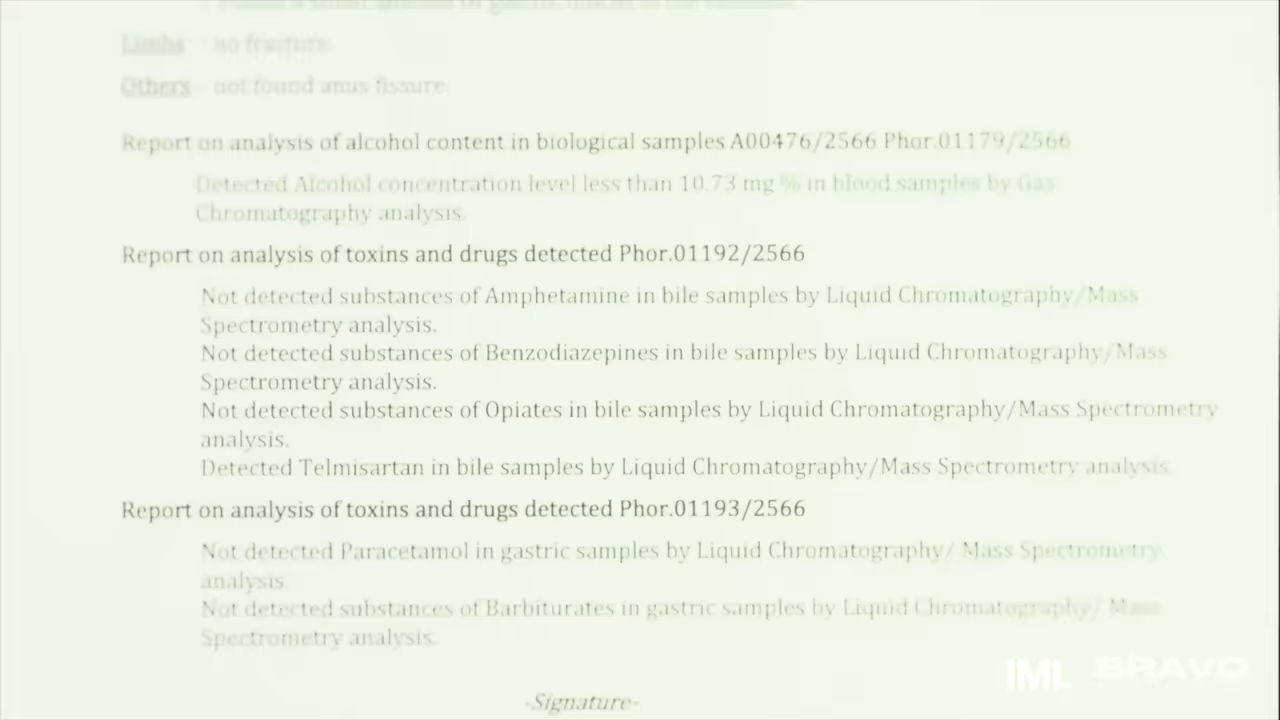 Limbs - no fracture.
Others - not found anus fissure.
Report on analysis of alcohol content in biological samples A00476/2566 Phor.01179/2566
Detected Alcohol concentration level less than 10.73 mg % in blood samples by Gas
Chromatography analysis.
Report on analysis of toxins and drugs detected Phor.01192/2566
Not detected substances of Amphetamine in bile samples by Liquid Chromatography/Mass
Spectrometry analysis.
Not detected substances of Benzodiazepines in bile samples by Liquid Chromatography/Mass
Spectrometry analysis.
Not detected substances of Opiates in bile samples by Liquid Chromatography/Mass Spectrometry
analysis.
Detected Telmisartan in bile samples by Liquid Chromatography/Mass Spectrometry analysis.
Report on analysis of toxins and drugs detected Phor.01193/2566
Not detected Paracetamol in gastric samples by Liquid Chromatography/ Mass Spectrometry
analysis.
Not detected substances of Barbiturates in gastric samples by Liquid Chromatography/ Mass
Spectrometry analysis.
-Signature-
IML BRAVO